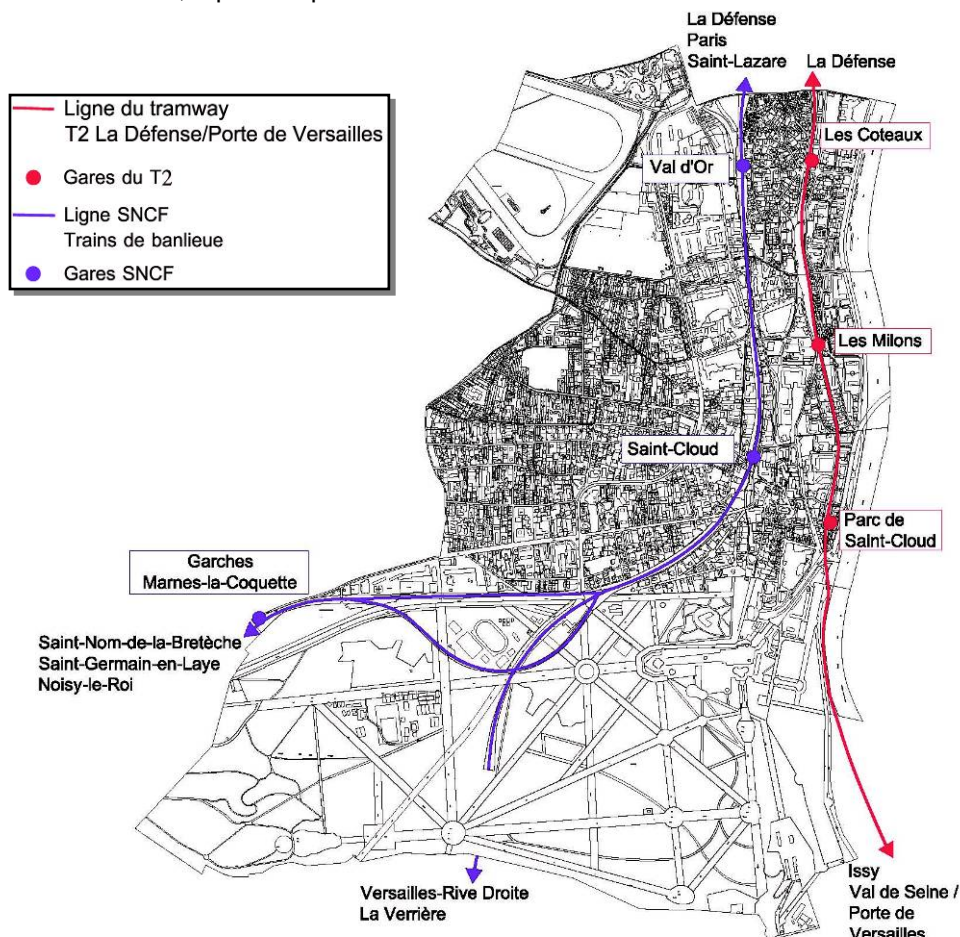 La Défense
Paris
Saint-Lazare
La Défense
Ligne du tramway
T2 La Défense/Porte de Versailles
Gares du T2
Ligne SNCF
Trains de banlieue
Gares SNCF
Les Coteaux
Val d'Or
Les Milons
Saint-Cloud
Parc de
Saint-Cloud
Garches
Marnes-la-Coquette
Saint-Nom-de-la-Bretèche
Saint-Germain-en-Laye
Noisy-le-Roi
Versailles-Rive Droite
La Verrière
Issy
Val de Seine /
Porte de
Versailles